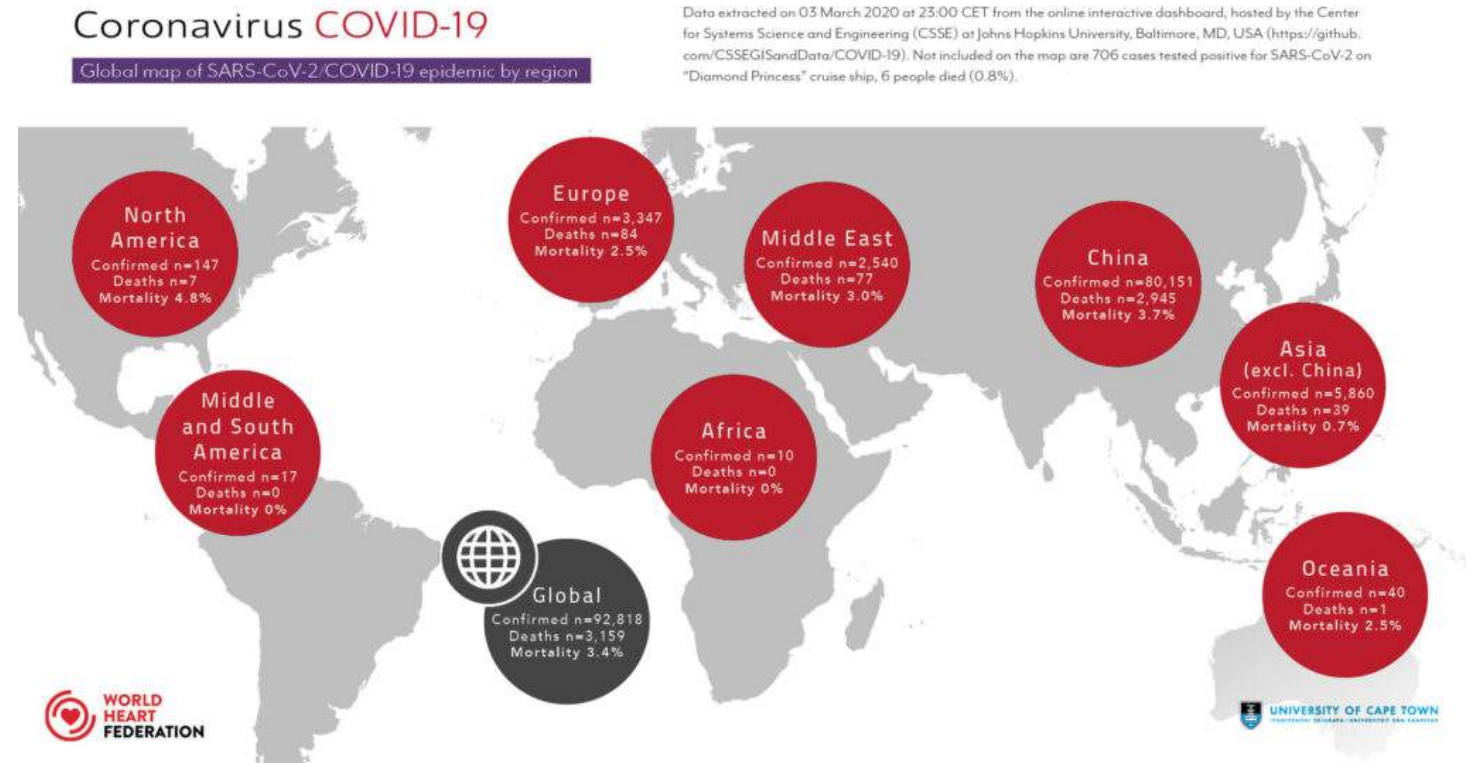 Coronavirus COVID-19
Global map of SARS-CoV-2/COVID-19 epidemic by region
Data extracted on 03 March 2020 at 23:00 CET from the online interactive dashboard, hosted by the Center
for Systems Science and Engineering (CSSE) at Johns Hopkins University, Baltimore, MD, USA (https://github.
com/CSSEGISandData/COVID-19). Not included on the map are 706 cases tested positive for SARS-CoV-2 on
"Diamond Princess" cruise ship, 6 people died (0.8%).
North
America
Confirmed n=147
Deaths n=7
Mortality 4.8%
Europe
Confirmed n=3,347
Deaths n=84
Mortality 2.5%
Middle East
Confirmed n=2,540
Deaths n=77
Mortality 3.0%
China
Confirmed n=80,151
Deaths n=2,945
Mortality 3.7%
Asia
(excl. China)
Confirmed n=5,860
Deaths n=39
Mortality 0.7%
Middle
and South
America
Confirmed n=17
Deaths n=0
Mortality 0%
Africa
Confirmed n=10
Deaths n=0
Mortality 0%
Global
Confirmed n=92,818
Deaths n=3,159
Mortality 3.4%
Oceania
Confirmed n=40
Deaths n=1
Mortality 2.5%
WORLD
HEART
FEDERATION
UNIVERSITY OF CAPE TOWN